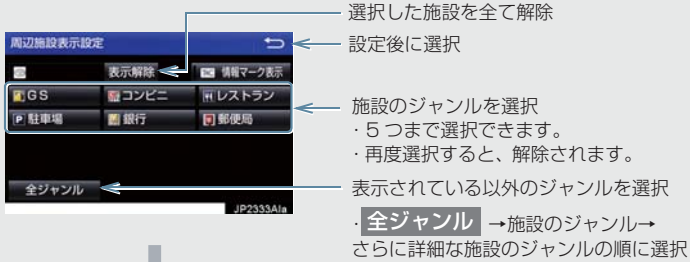 選択した施設を全て解除
周辺施設表示設定
設定後に選択
表示解除
情報マーク表示
GS
コンビニ
レストラン
P 駐車場
銀行
郵便局
施設のジャンルを選択
・5 つまで選択できます。
・再度選択すると、解除されます。
全ジャンル
表示されている以外のジャンルを選択
JP2333AIa
・全ジャンル →施設のジャンル→
さらに詳細な施設のジャンルの順に選択